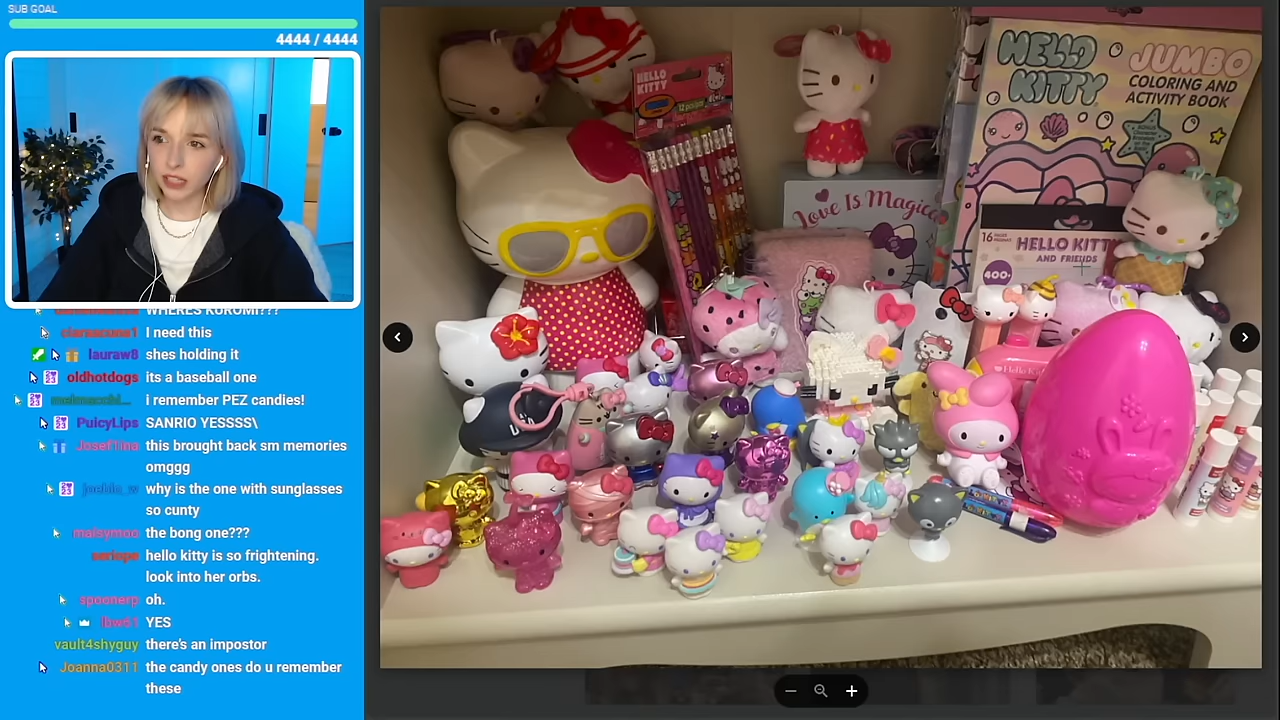 SUB GOAL
4444 / 4444
WHERES KUROMI???
I need this
lauraw8 shes holding it
oldhotdogs its a baseball one
i remember PEZ candies!
PuicyLips SANRIO YESSSS\
this brought back sm memories
omggg
why is the one with sunglasses
so cunty
maisymoo the bong one???
hello kitty is so frightening.
look into her orbs.
spoonerp oh.
YES
vault4shyguy there's an impostor
Joanna0311 the candy ones do u remember
these
HELLO
KITTY
Love Is Magical
HELLO
KITTY
JUMBO
COLORING AND
ACTIVITY BOOK
16
HELLO KITTY
AND FRIENDS
400+